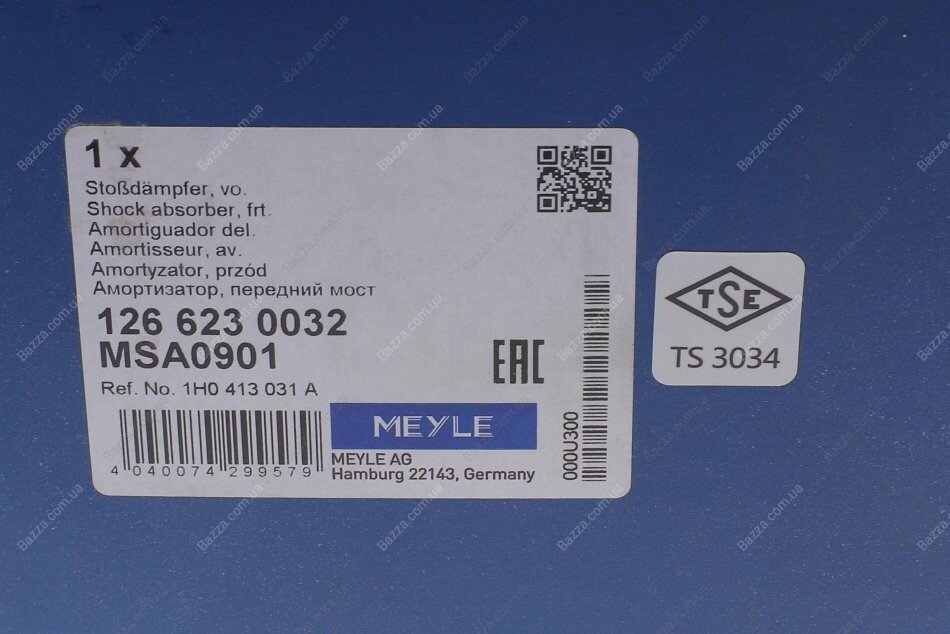 1 x
Stoßdämpfer, vo.
Shock absorber, frt.
Amortiguador del.
Amortisseur, av.
Amortyzator, przód
Амортизатор, передний мост
126 623 0032
MSA0901
Ref. No. 1H0 413 031 A
EAC
MEYLE
MEYLE AG
Hamburg 22143, Germany
4 040074 299579
000U300
TSE
TS 3034
Bazza.com.ua